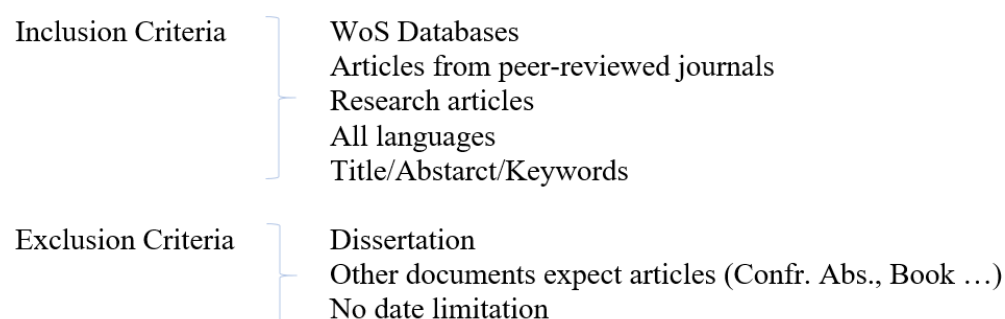 Inclusion Criteria WoS Databases
Articles from peer-reviewed journals
Research articles
All languages
Title/Abstarct/Keywords
Exclusion Criteria Dissertation
Other documents expect articles (Confr. Abs., Book …)
No date limitation